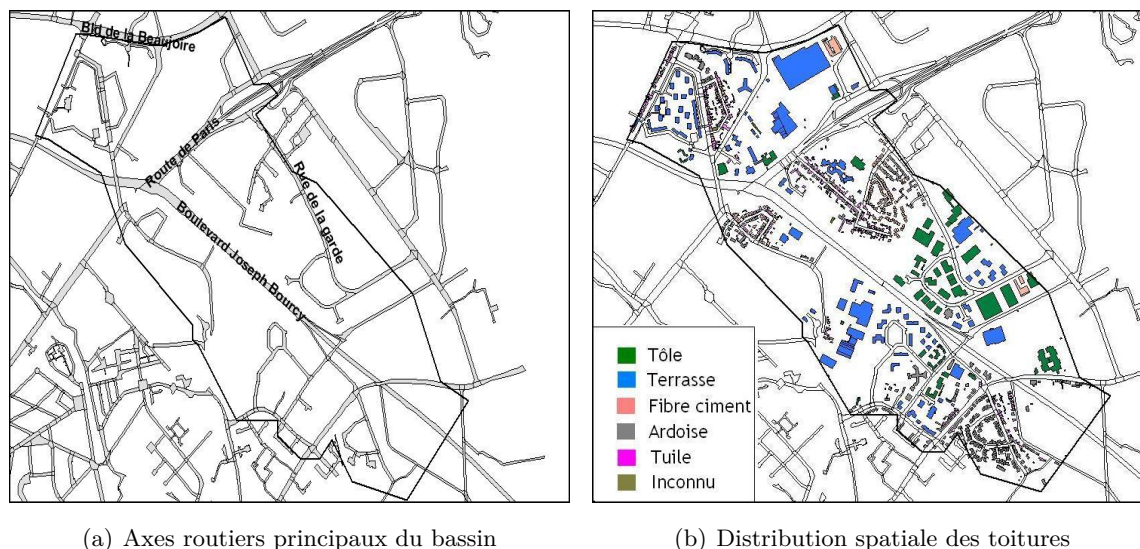 Bld de la Beaujoire
Route de Paris
Rue de la garde
Boulevard Joseph Bourcy
Tôle
Terrasse
Fibre ciment
Ardoise
Tuile
Inconnu
(a) Axes routiers principaux du bassin
(b) Distribution spatiale des toitures